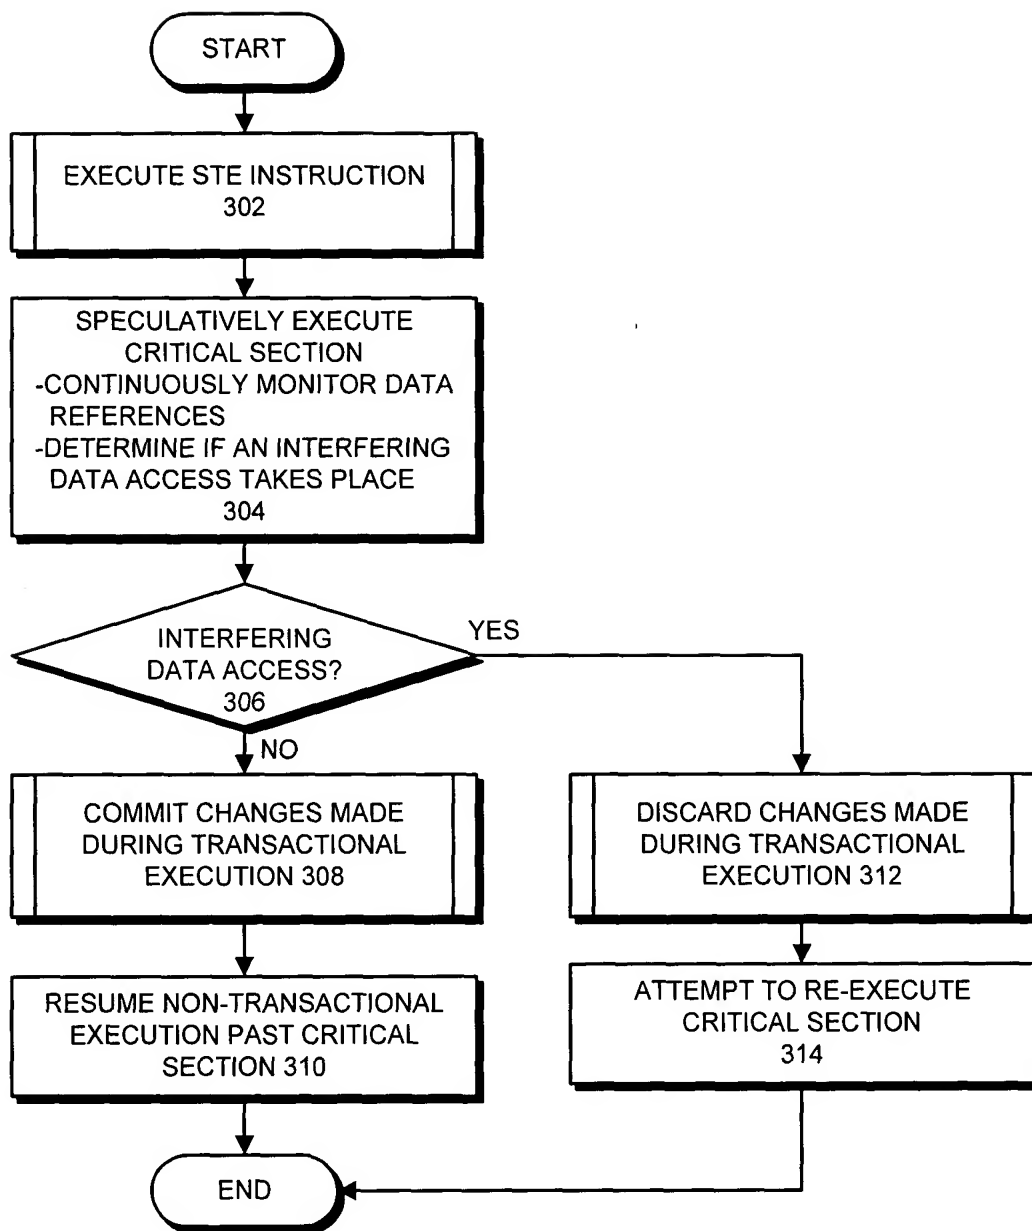 START
EXECUTE STE INSTRUCTION
302
SPECULATIVELY EXECUTE
CRITICAL SECTION
-CONTINUOUSLY MONITOR DATA
REFERENCES
-DETERMINE IF AN INTERFERING
DATA ACCESS TAKES PLACE
304
INTERFERING
DATA ACCESS?
306
YES
NO
COMMIT CHANGES MADE
DURING TRANSACTIONAL
EXECUTION 308
DISCARD CHANGES MADE
DURING TRANSACTIONAL
EXECUTION 312
RESUME NON-TRANSACTIONAL
EXECUTION PAST CRITICAL
SECTION 310
ATTEMPT TO RE-EXECUTE
CRITICAL SECTION
314
END